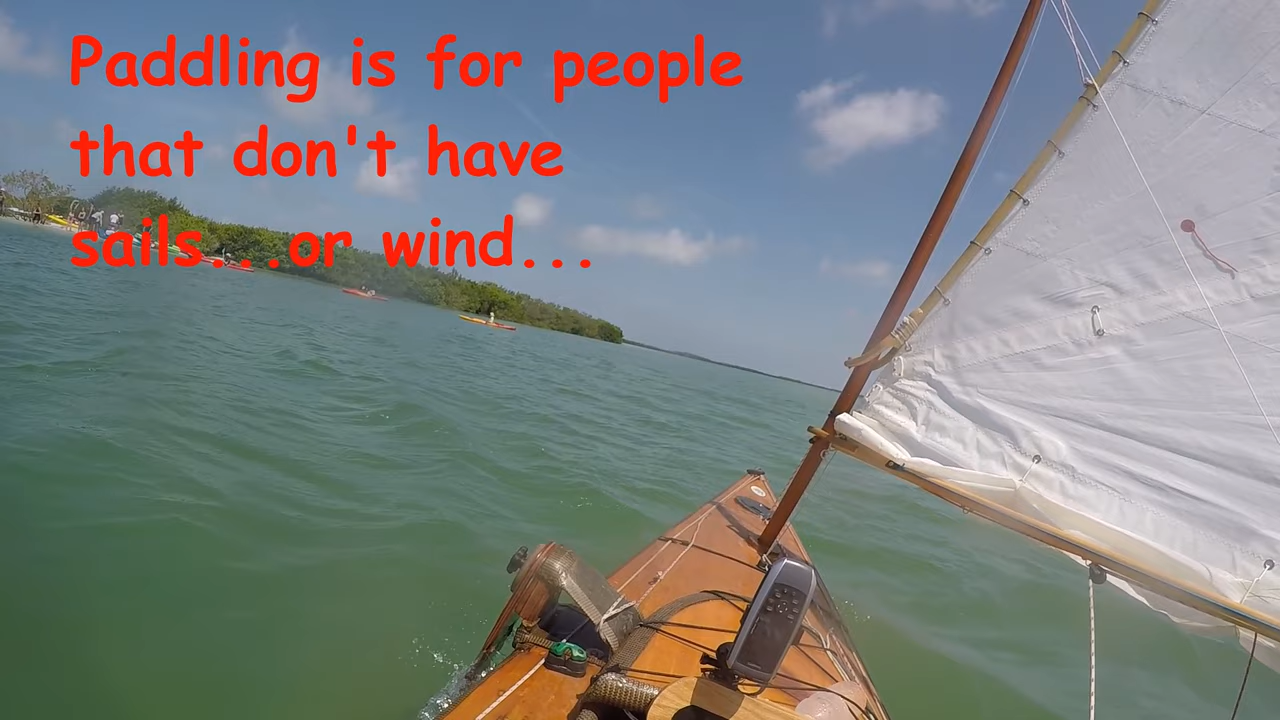 Paddling is for people
that don't have
sails...or wind...